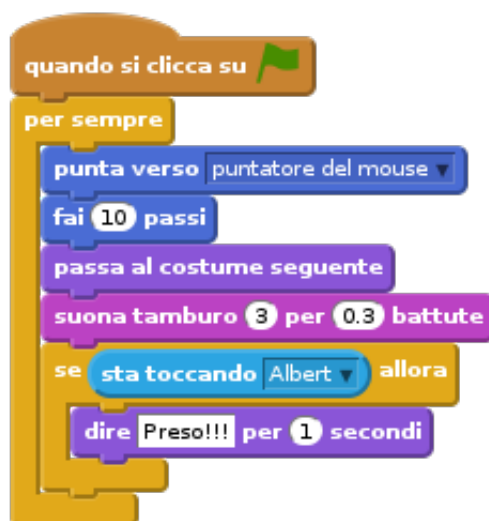 quando si clicca su
per sempre
punta verso puntatore del mouse
fai 10 passi
passa al costume seguente
suona tamburo 3 per 0.3 battute
se sta toccando Albert allora
dire Preso!!! per 1 secondi